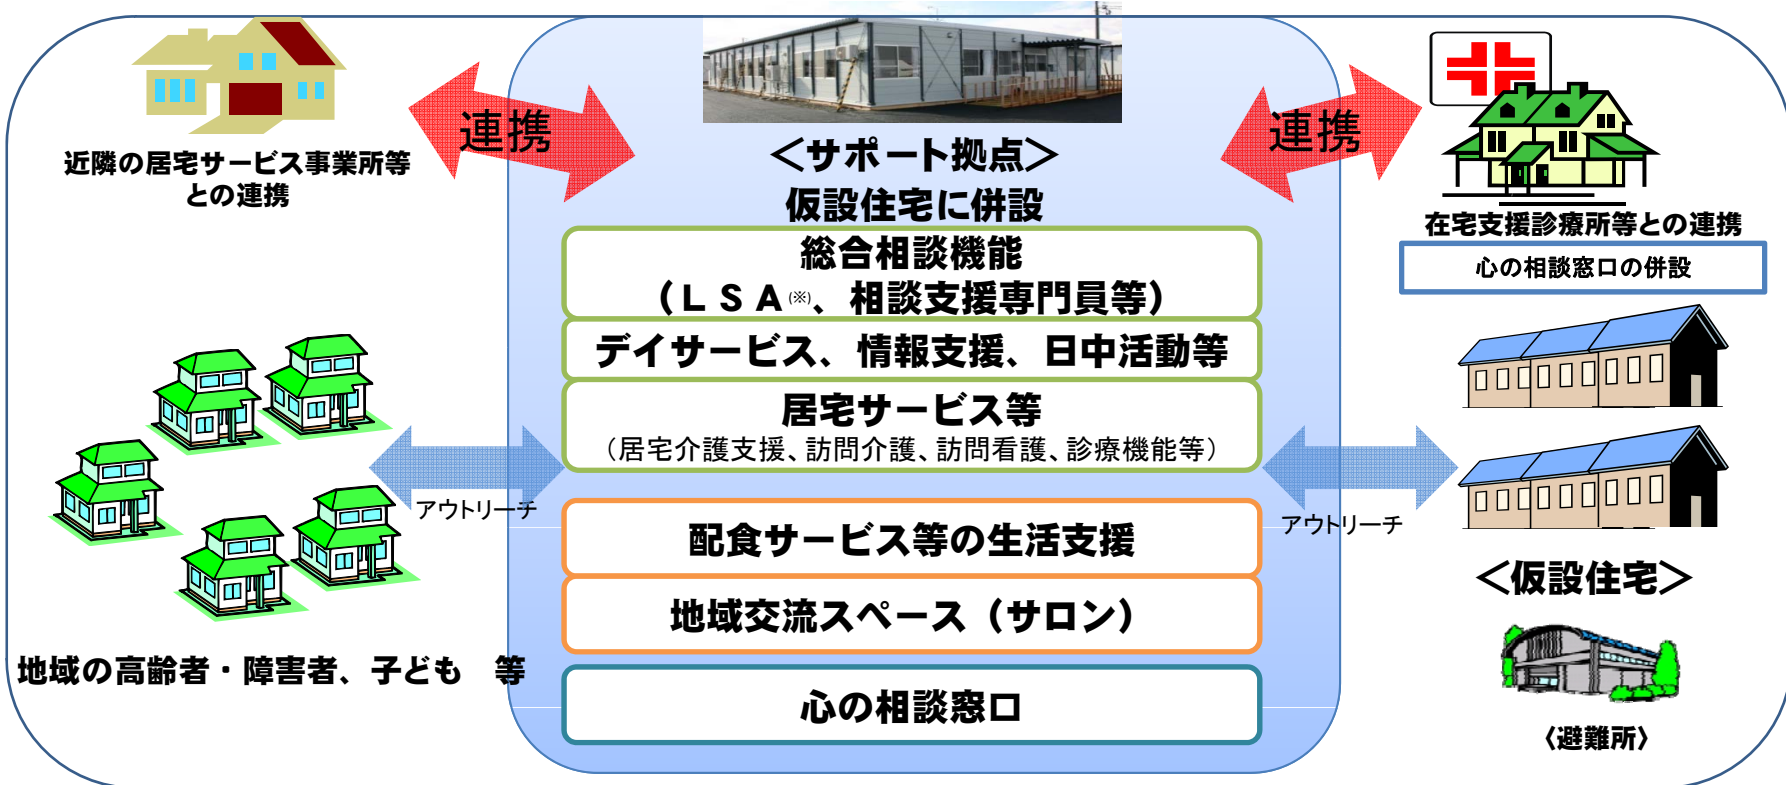 近隣の居宅サービス事業所等
との連携
連携
＜サポート拠点＞
仮設住宅に併設
総合相談機能
（ＬＳＡ(※)、相談支援専門員等）
デイサービス、情報支援、日中活動等
居宅サービス等
（居宅介護支援、訪問介護、訪問看護、診療機能等）
配食サービス等の生活支援
地域交流スペース（サロン）
心の相談窓口
連携
在宅支援診療所等との連携
心の相談窓口の併設
アウトリーチ
アウトリーチ
地域の高齢者・障害者、子ども　等
＜仮設住宅＞
〈避難所〉